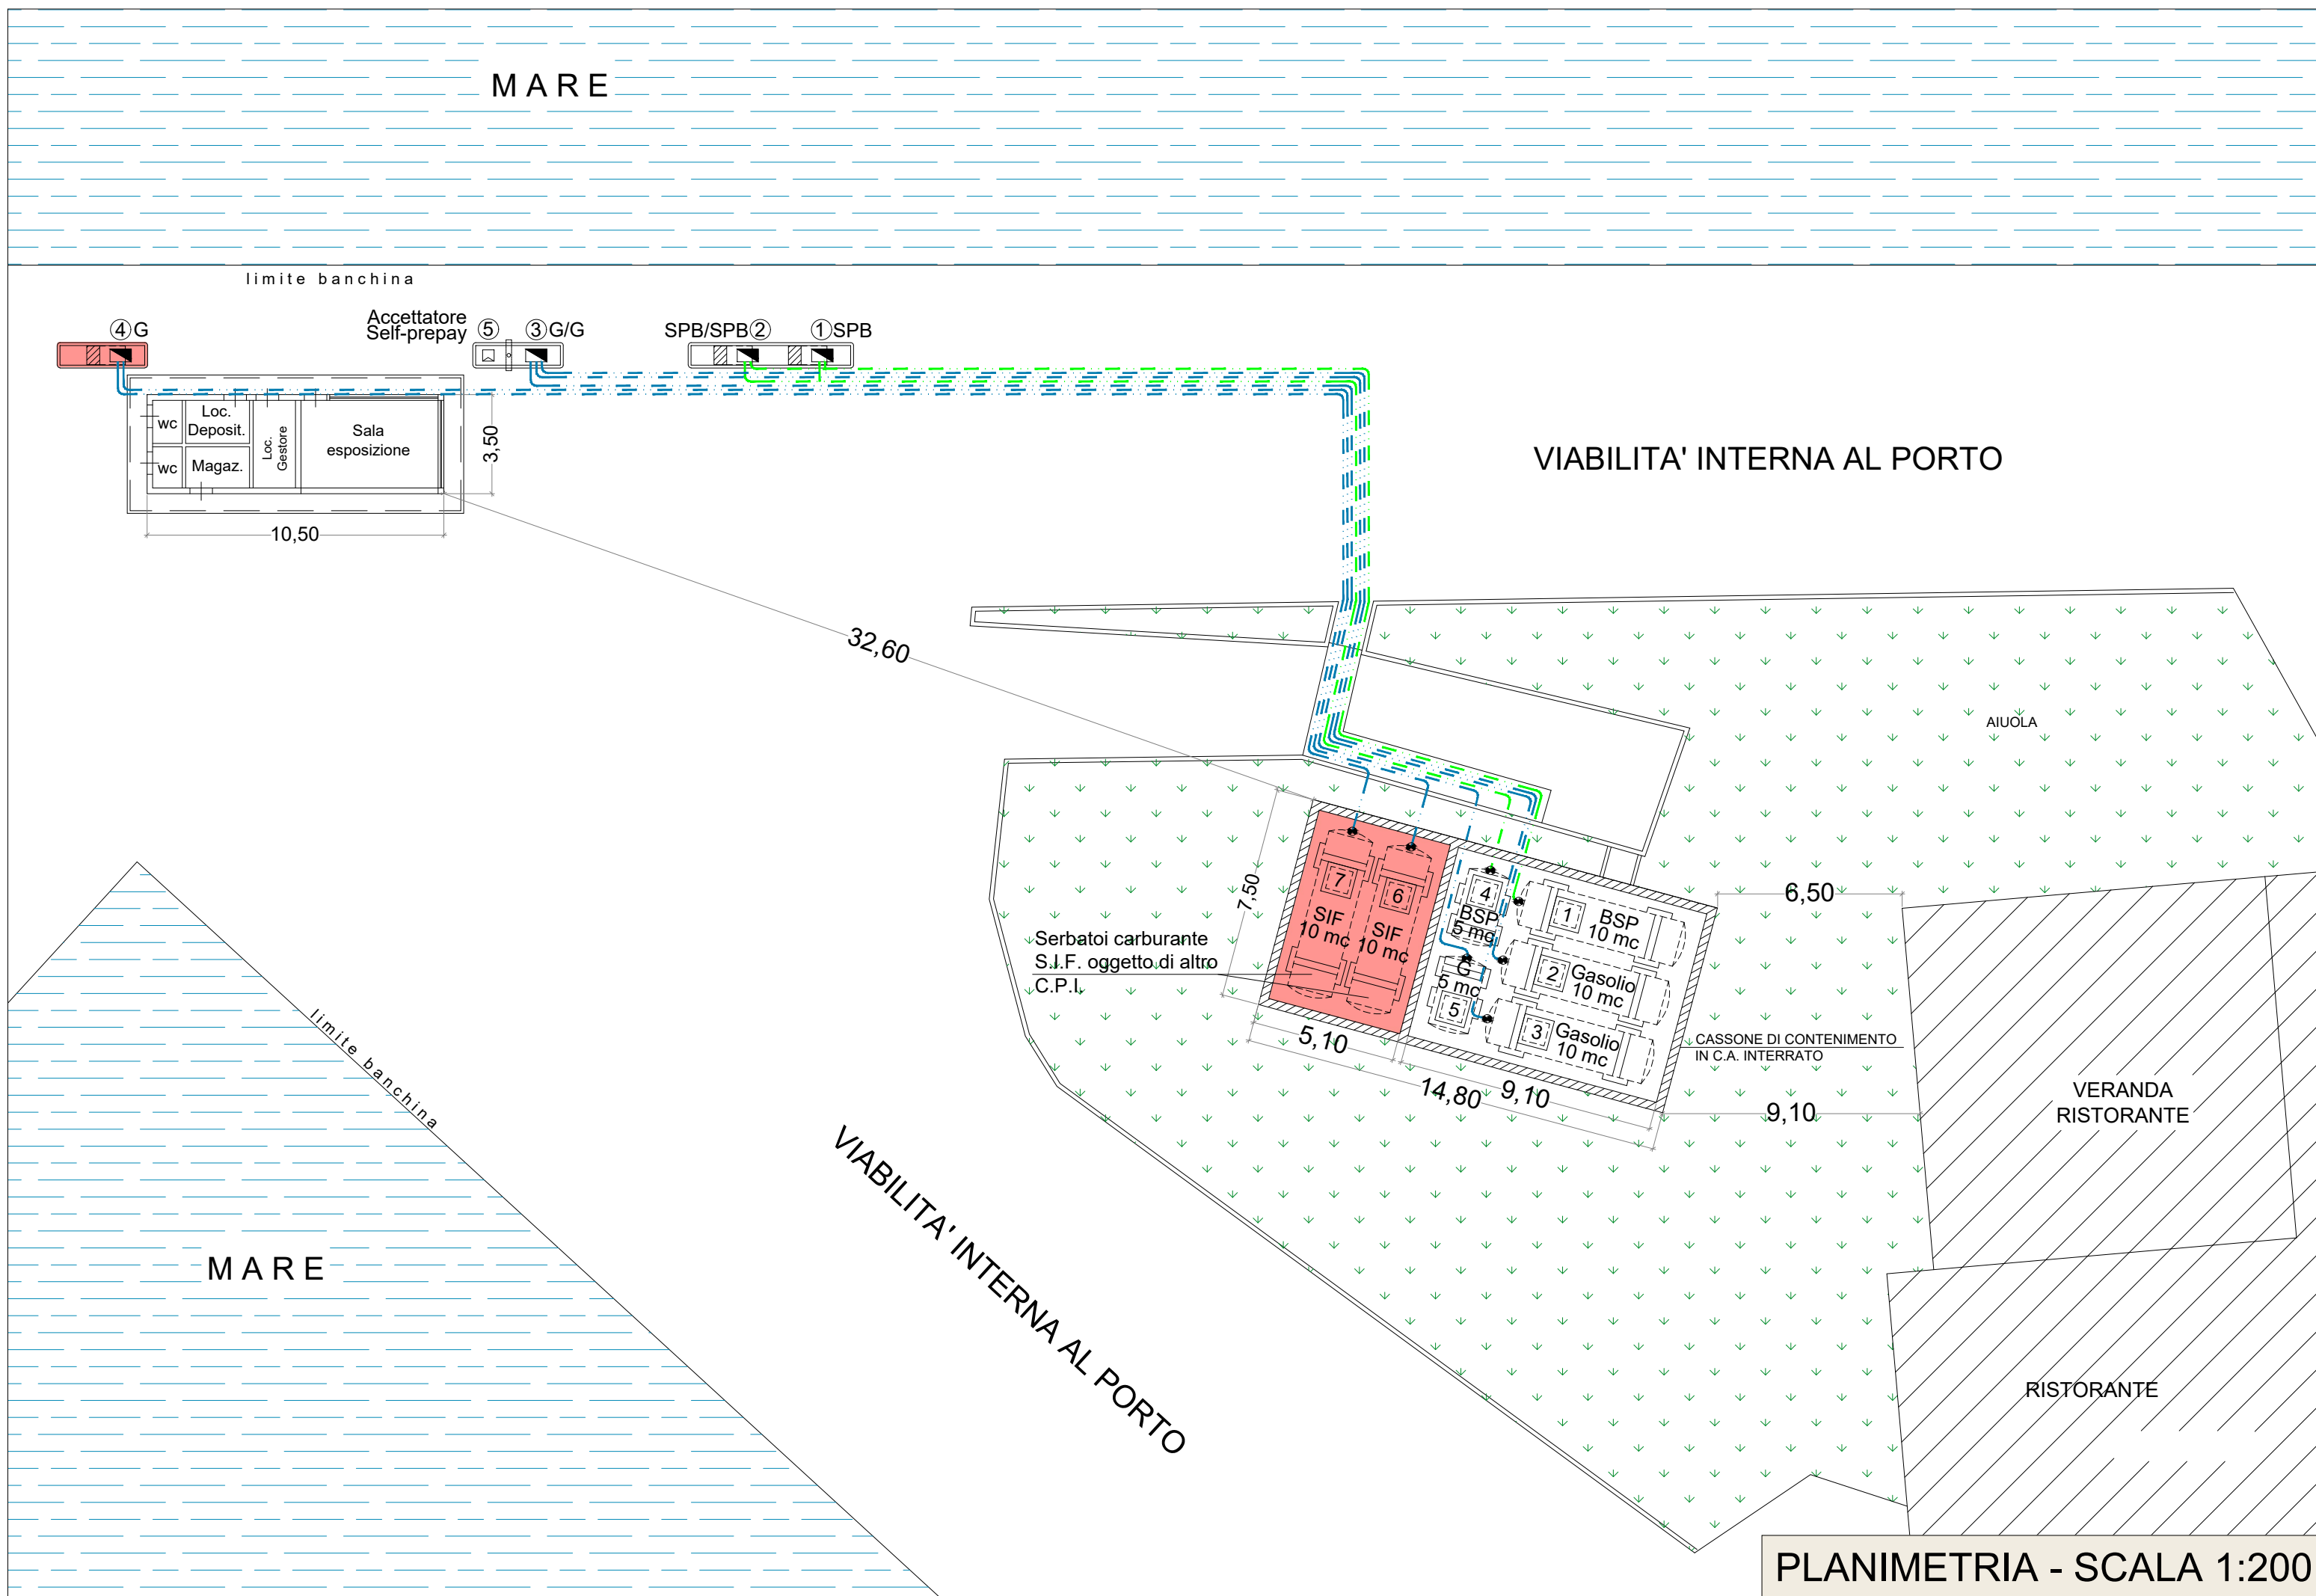 MARE
limite banchina
④G
Accettatore
Self-prepay
⑤
③G/G
SPB/SPB②
①SPB
wc
Loc.
Deposit.
Loc.
Gestore
Sala
esposizione
wc
Magaz.
3,50
10,50
VIABILITA' INTERNA AL PORTO
32,60
AIUOLA
7,50
7
SIF
10 mc
6
SIF
10 mc
4
BSP
5 mc
G
5 mc
5
1
BSP
10 mc
2
Gasolio
10 mc
3
Gasolio
10 mc
6,50
Serbatoi carburante
S.I.F. oggetto di altro
C.P.I.
5,10
9,10
14,80
CASSONE DI CONTENIMENTO
IN C.A. INTERRATO
9,10
VERANDA
RISTORANTE
limite banchina
MARE
VIABILITA' INTERNA AL PORTO
RISTORANTE
PLANIMETRIA - SCALA 1:200